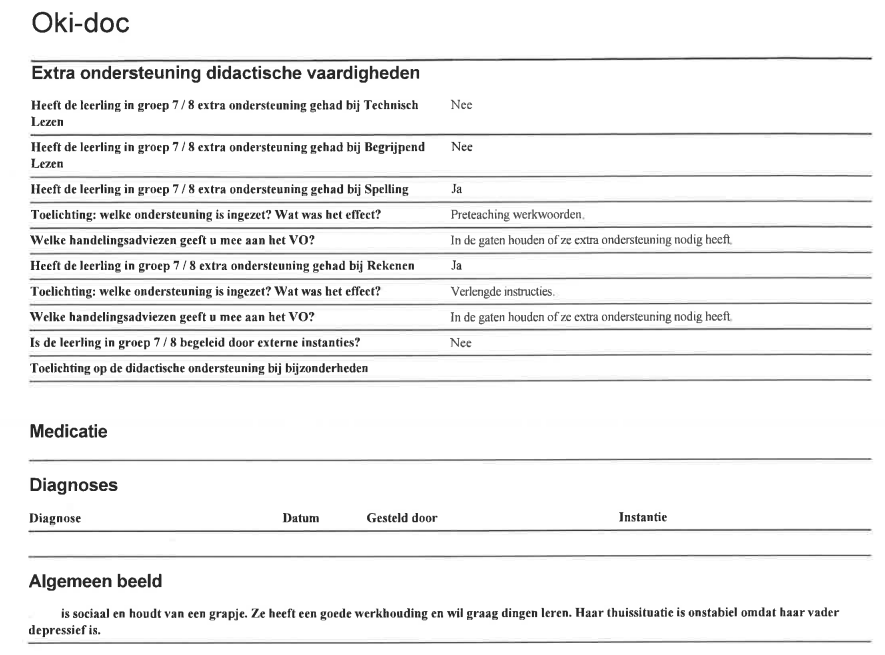 Oki-doc
Extra ondersteuning didactische vaardigheden
Heeft de leerling in groep 7 / 8 extra ondersteuning gehad bij Technisch Nee
Lezen
Heeft de leerling in groep 7 / 8 extra ondersteuning gehad bij Begrijpend Nee
Lezen
Heeft de leerling in groep 7 / 8 extra ondersteuning gehad bij Spelling Ja
Toelichting: welke ondersteuning is ingezet? Wat was het effect? Preteaching werkwoorden.
Welke handelingsadviezen geeft u mee aan het VO? In de gaten houden of ze extra ondersteuning nodig heeft.
Heeft de leerling in groep 7 / 8 extra ondersteuning gehad bij Rekenen Ja
Toelichting: welke ondersteuning is ingezet? Wat was het effect? Verlengde instructies.
Welke handelingsadviezen geeft u mee aan het VO? In de gaten houden of ze extra ondersteuning nodig heeft.
Is de leerling in groep 7 / 8 begeleid door externe instanties? Nee
Toelichting op de didactische ondersteuning bij bijzonderheden
Medicatie
Diagnoses
Diagnose Datum Gesteld door Instantie
Algemeen beeld
is sociaal en houdt van een grapje. Ze heeft een goede werkhouding en wil graag dingen leren. Haar thuissituatie is onstabiel omdat haar vader
depressief is.